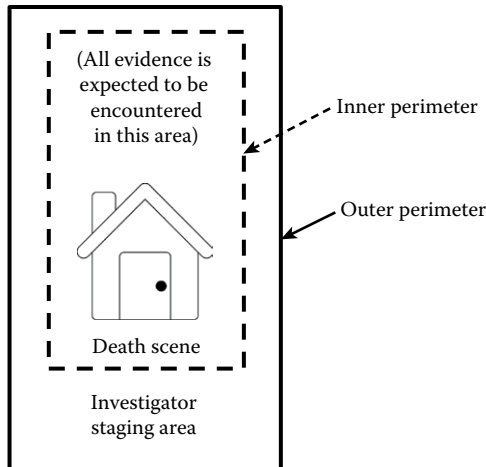 (All evidence is
expected to be
encountered
in this area)
Inner perimeter
Outer perimeter
Death scene
Investigator
staging area